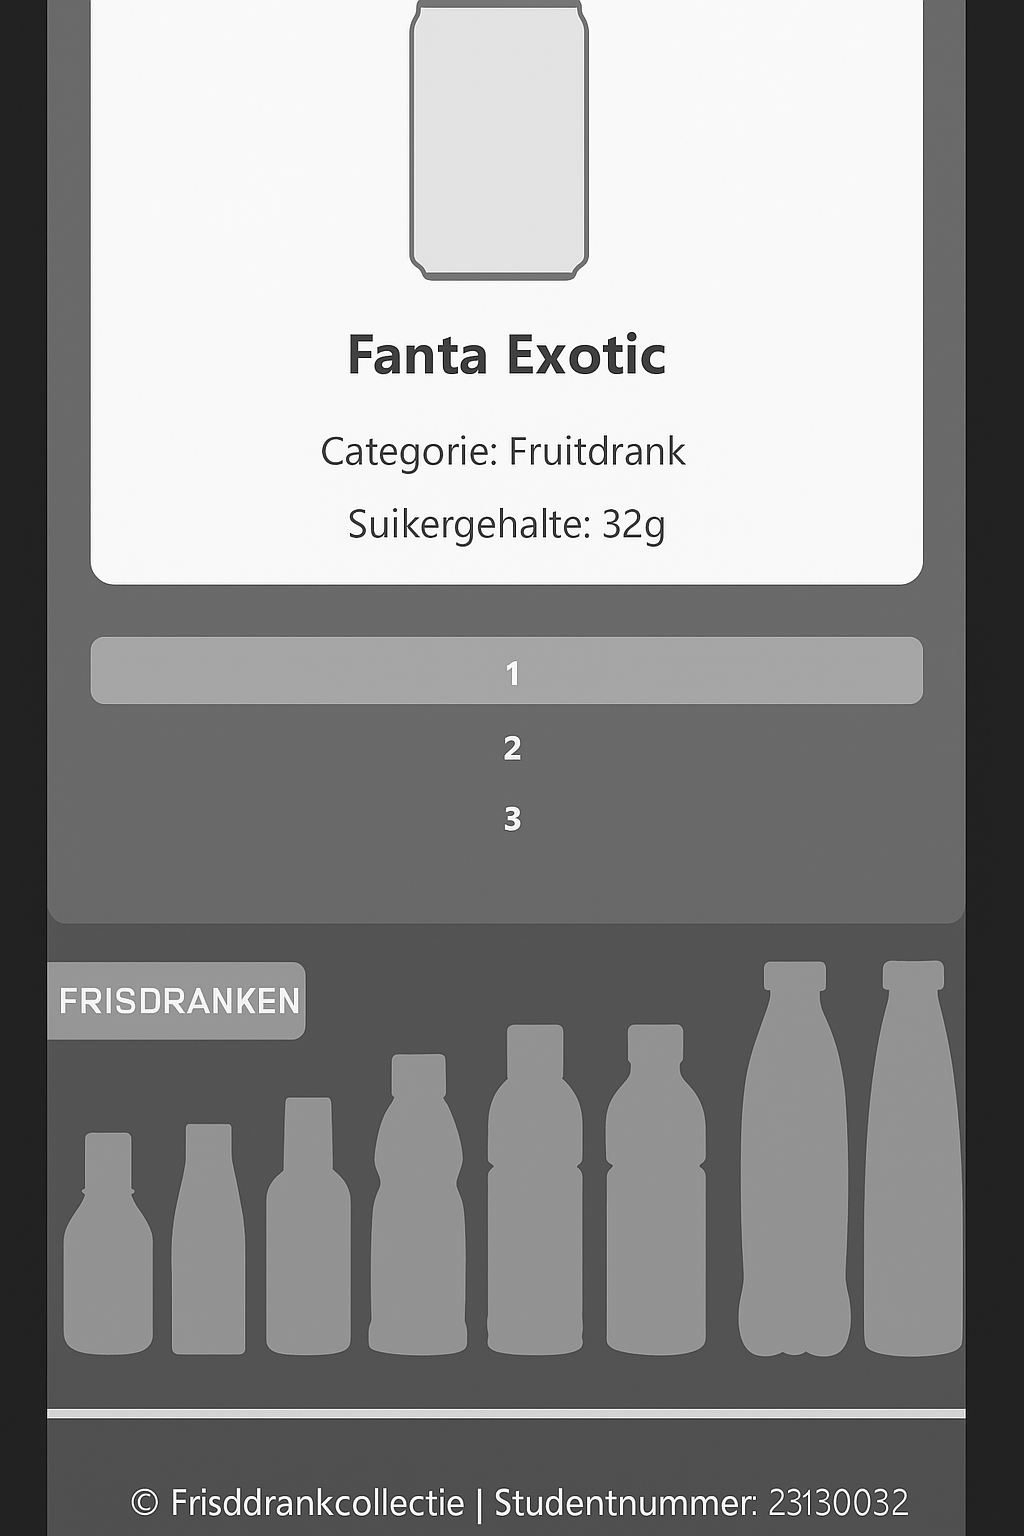 Fanta Exotic
Categorie: Fruitdrank
Suikergehalte: 32g
1
2
3
FRISDRANKEN
© Frisddrankcollectie | Studentnummer: 23130032